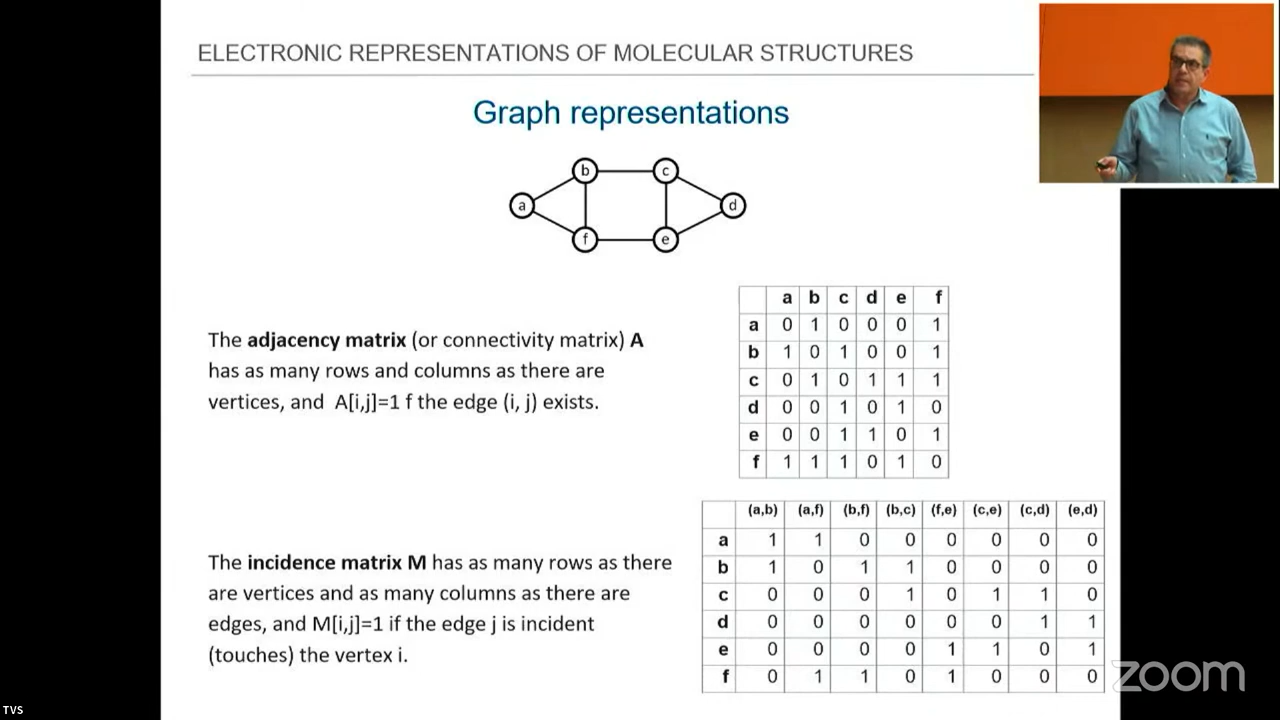 ELECTRONIC REPRESENTATIONS OF MOLECULAR STRUCTURES
Graph representations
b c
a d
f e
The adjacency matrix (or connectivity matrix) A
has as many rows and columns as there are
vertices, and A[i,j]=1 f the edge (i, j) exists.
a b c d e f
a 0 1 0 0 0 1
b 1 0 1 0 0 1
c 0 1 0 1 1 1
d 0 0 1 0 1 0
e 0 0 1 1 0 1
f 1 1 1 0 1 0
The incidence matrix M has as many rows as there
are vertices and as many columns as there are
edges, and M[i,j]=1 if the edge j is incident
(touches) the vertex i.
(a,b) (a,f) (b,f) (b,c) (f,e) (c,e) (c,d) (e,d)
a 1 1 0 0 0 0 0 0
b 1 0 1 1 0 0 0 0
c 0 0 0 1 0 1 1 0
d 0 0 0 0 0 0 1 1
e 0 0 0 0 1 1 0 1
f 0 1 1 0 1 0 0 0
zoom
TVS